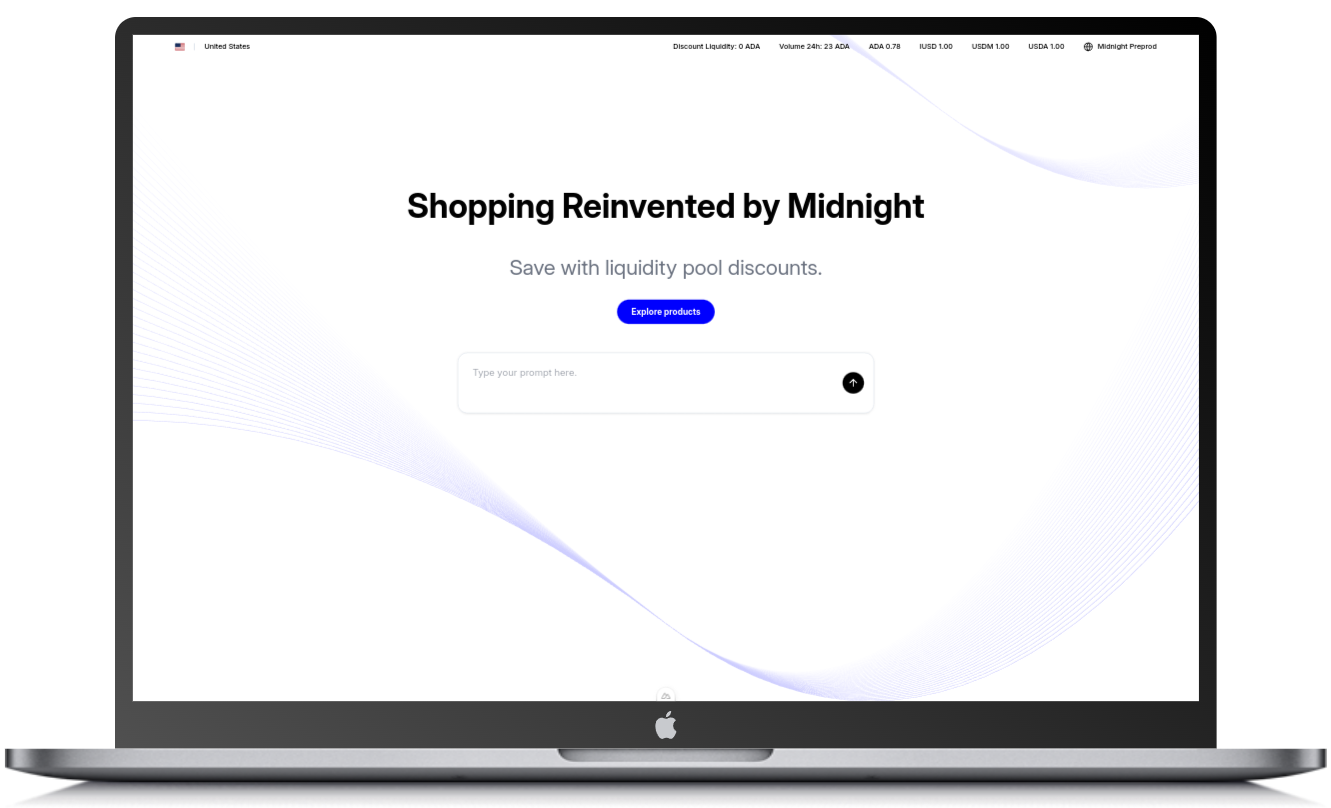 United States Discount Liquidity: 0 ADA Volume 24h: 23 ADA ADA 0.78 IUSD 1.00 USDM 1.00 USDA 1.00 Midnight Preprod
Shopping Reinvented by Midnight
Save with liquidity pool discounts.
Explore products
Type your prompt here.